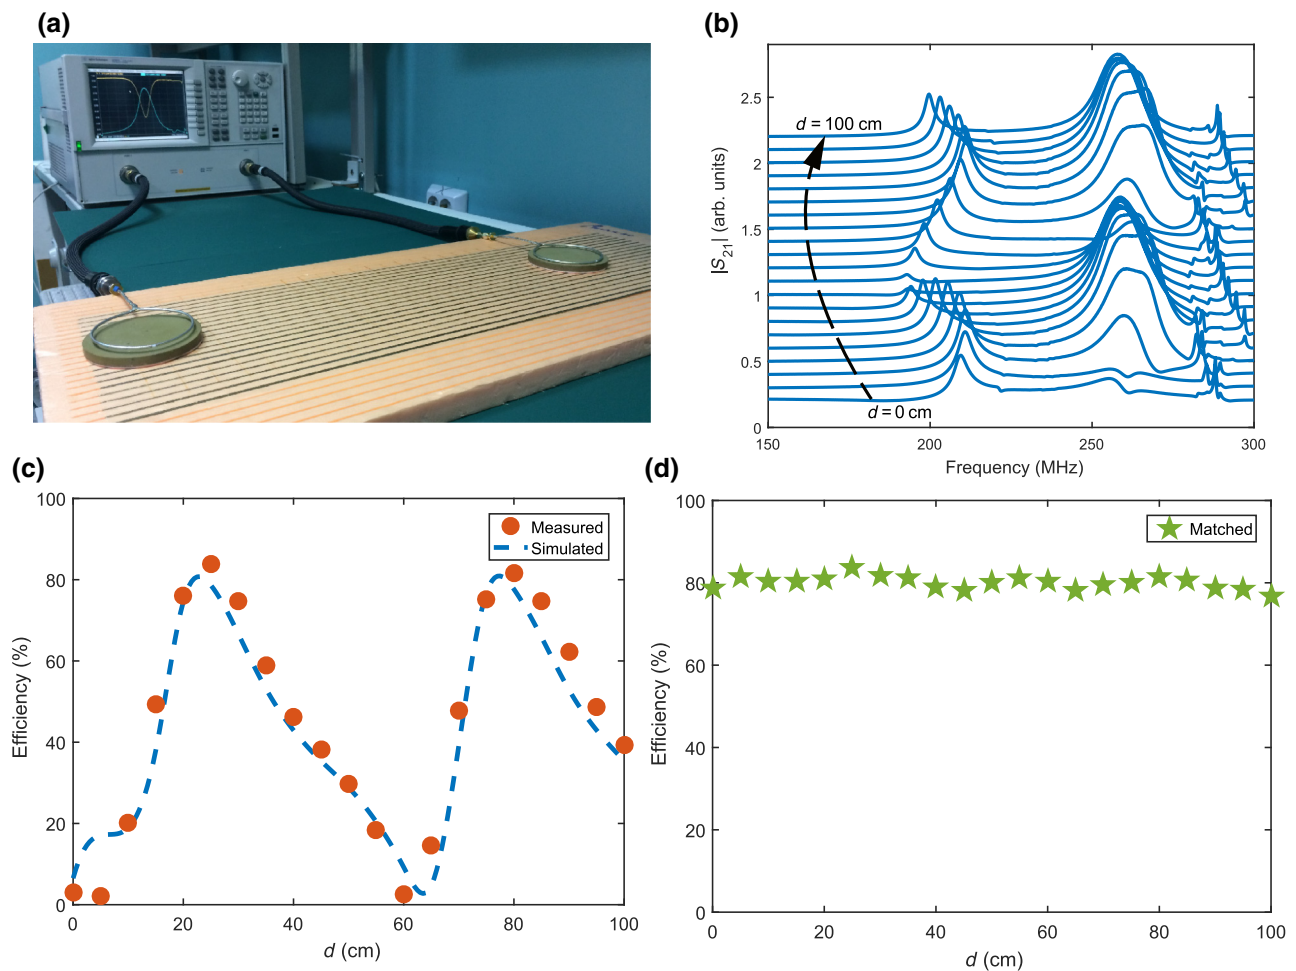 (a)
(b)
|S21| (arb. units)
2.5
2
1.5
1
0.5
0
d = 100 cm
d = 0 cm
150
200
250
300
Frequency (MHz)
(c)
Efficiency (%)
100
80
60
40
20
0
Measured
Simulated
0
20
40
60
80
100
d (cm)
(d)
Efficiency (%)
100
80
60
40
20
0
Matched
0
20
40
60
80
100
d (cm)